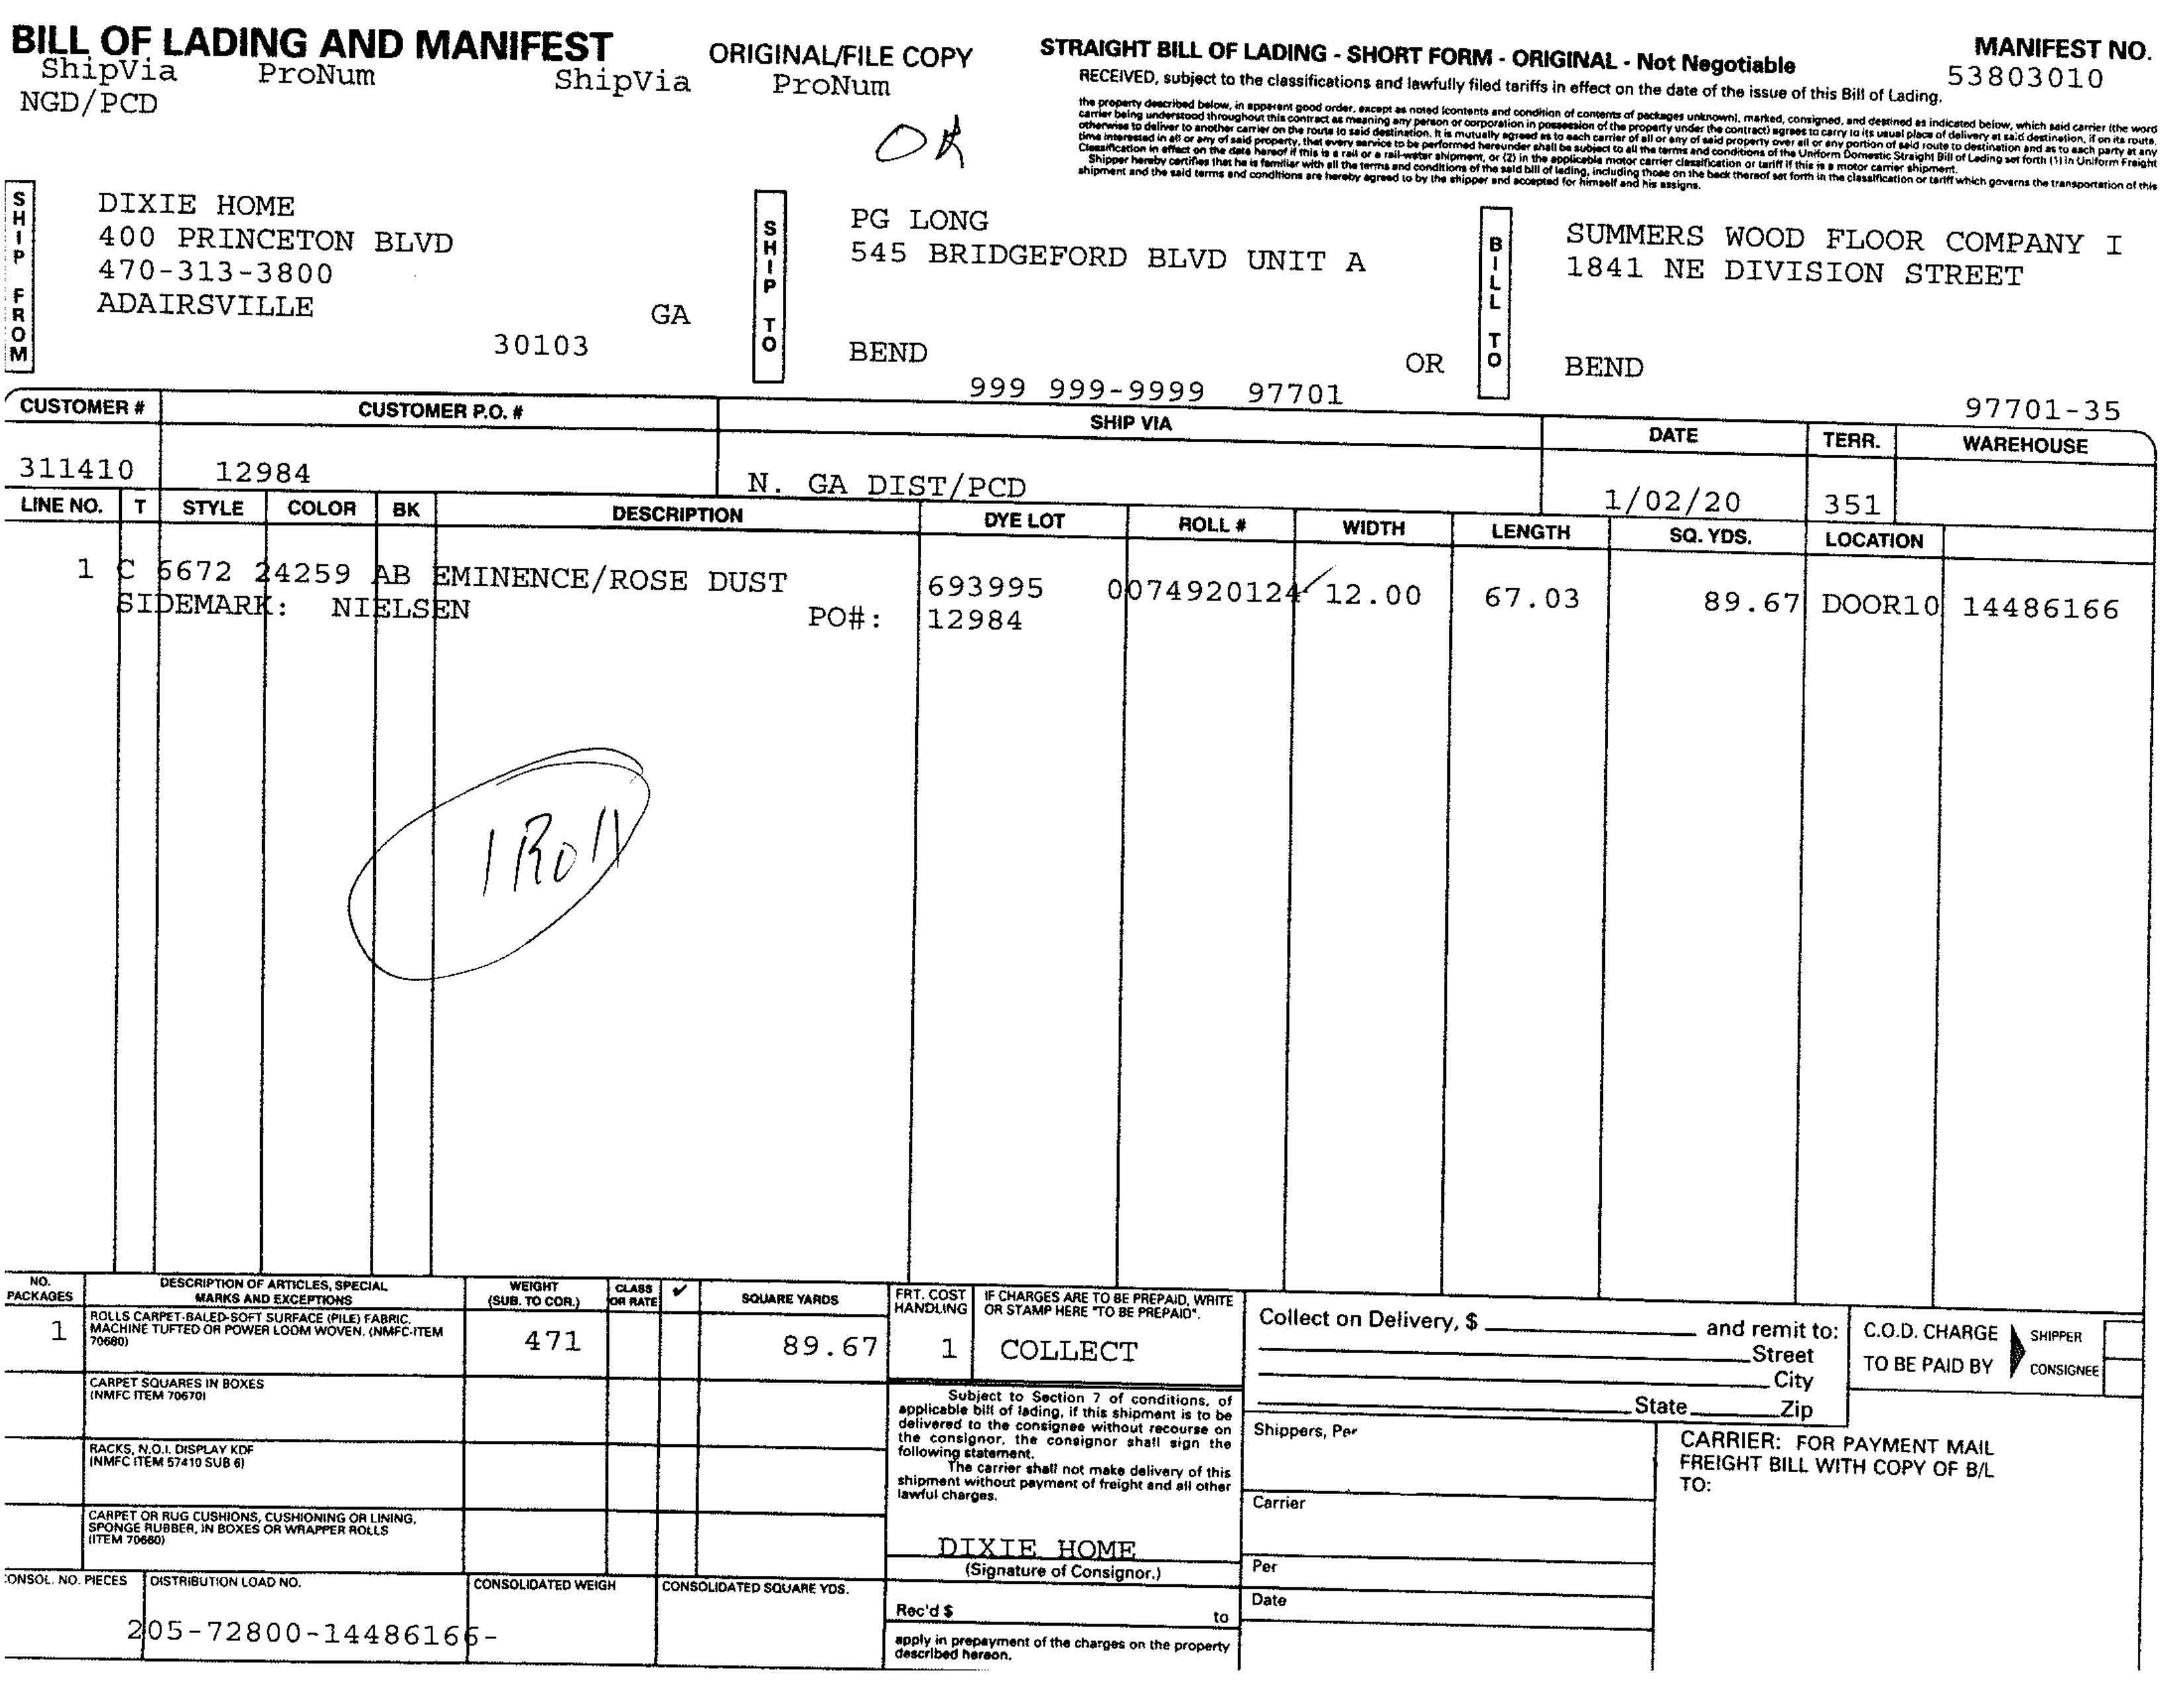 BILL OF LADING AND MANIFEST
ORIGINAL/FILE COPY
STRAIGHT BILL OF LADING - SHORT FORM - ORIGINAL - Not Negotiable
MANIFEST NO.
53803010
ShipVia ProNum ShipVia ProNum
NGD/PCD
RECEIVED, subject to the classifications and lawfully filed tariffs in effect on the date of the issue of this Bill of Lading,
the property described below, in apparent good order, except as noted (contents and condition of contents of packages unknown), marked, consigned, and destined as indicated below, which said carrier (the word
carrier being understood throughout this contract as meaning any person or corporation in possession of the property under the contract) agrees to carry to its usual place of delivery at said destination, if on its route,
otherwise to deliver to another carrier on the route to said destination. It is mutually agreed as to each carrier of all or any of said property over all or any portion of said route to destination and as to each party at any
time interested in all or any of said property, that every service to be performed hereunder shall be subject to all the terms and conditions of the Uniform Domestic Straight Bill of Lading set forth (1) in Uniform Freight
Classification in effect on the date hereof if this is a rail or a rail-water shipment, or (2) in the applicable motor carrier classification or tariff if this is a motor carrier shipment.
Shipper hereby certifies that he is familiar with all the terms and conditions of the said bill of lading, including those on the back thereof set forth in the classification or tariff which governs the transportation of this
shipment and the said terms and conditions are hereby agreed to by the shipper and accepted for himself and his assigns.
OR
SHIP FROM
DIXIE HOME
400 PRINCETON BLVD
470-313-3800
ADAIRSVILLE GA
30103
SHIP TO
PG LONG
545 BRIDGEFORD BLVD UNIT A
BEND OR
999 999-9999 97701
BILL TO
SUMMERS WOOD FLOOR COMPANY I
1841 NE DIVISION STREET
BEND
97701-35
CUSTOMER # CUSTOMER P.O. # SHIP VIA DATE TERR. WAREHOUSE
311410 12984 N. GA DIST/PCD 1/02/20 351
LINE NO. T STYLE COLOR BK DESCRIPTION DYE LOT ROLL # WIDTH LENGTH SQ. YDS. LOCATION
1 C 6672 24259 AB EMINENCE/ROSE DUST 693995 0074920124 ✓ 12.00 67.03 89.67 DOOR10 14486166
SIDEMARK: NIELSEN PO#: 12984
1 Roll
NO. PACKAGES
DESCRIPTION OF ARTICLES, SPECIAL MARKS AND EXCEPTIONS
WEIGHT (SUB. TO COR.)
CLASS OR RATE
✓
SQUARE YARDS
FRT. COST HANDLING
IF CHARGES ARE TO BE PREPAID, WRITE
OR STAMP HERE "TO BE PREPAID".
1
ROLLS CARPET-BALED-SOFT SURFACE (PILE) FABRIC,
MACHINE TUFTED OR POWER LOOM WOVEN. (NMFC-ITEM
70680)
471 89.67 1 COLLECT
CARPET SQUARES IN BOXES
(NMFC ITEM 70670)
RACKS, N.O.I. DISPLAY KDF
(NMFC ITEM 57410 SUB 6)
CARPET OR RUG CUSHIONS, CUSHIONING OR LINING,
SPONGE RUBBER, IN BOXES OR WRAPPER ROLLS
(ITEM 70660)
ONSOL. NO. PIECES DISTRIBUTION LOAD NO. CONSOLIDATED WEIGH CONSOLIDATED SQUARE YDS.
205-72800-14486166-
Subject to Section 7 of conditions, of
applicable bill of lading, if this shipment is to be
delivered to the consignee without recourse on
the consignor, the consignor shall sign the
following statement.
The carrier shall not make delivery of this
shipment without payment of freight and all other
lawful charges.
DIXIE HOME
(Signature of Consignor.)
Rec'd $ to
apply in prepayment of the charges on the property
described hereon.
Collect on Delivery, $ and remit to:
Street
City
State Zip
C.O.D. CHARGE
TO BE PAID BY
SHIPPER
CONSIGNEE
Shippers, Per
Carrier
Per
Date
CARRIER: FOR PAYMENT MAIL
FREIGHT BILL WITH COPY OF B/L
TO: